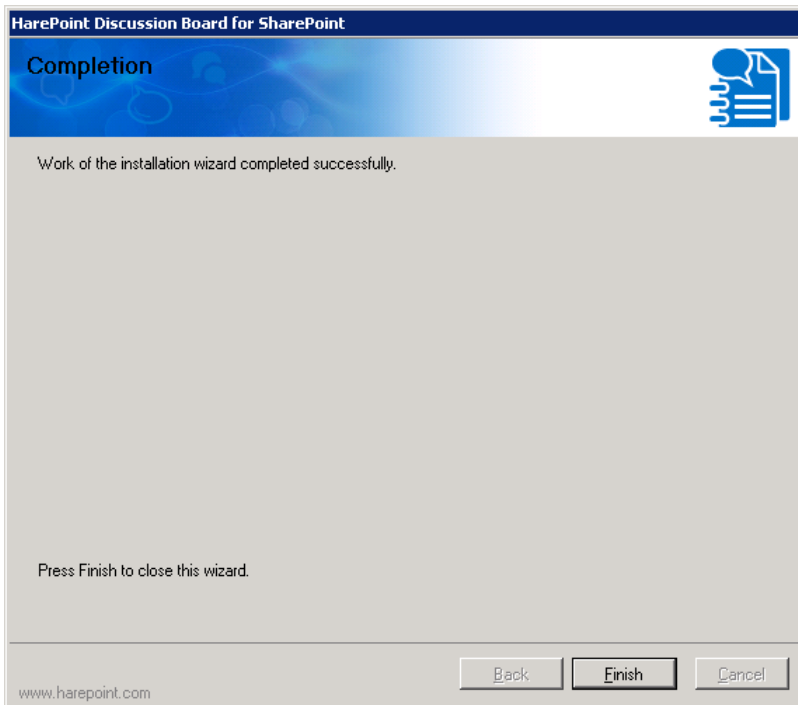 HarePoint Discussion Board for SharePoint
Completion
Work of the installation wizard completed successfully.
Press Finish to close this wizard.
Back
Finish
Cancel
www.harepoint.com